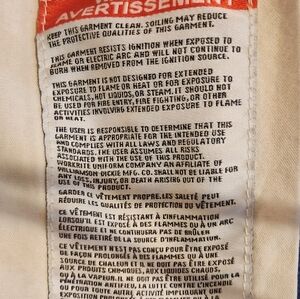 AVERTISSEMENT
KEEP THIS GARMENT CLEAN. SOILING MAY REDUCE
THE PROTECTIVE QUALITIES OF THIS GARMENT.
THIS GARMENT RESISTS IGNITION WHEN EXPOSED TO
FLAME OR ELECTRIC ARC AND WILL NOT CONTINUE TO
BURN WHEN REMOVED FROM THE IGNITION SOURCE.
THIS GARMENT IS NOT DESIGNED FOR EXTENDED
EXPOSURE TO FLAME OR HEAT OR FOR EXPOSURE TO
CHEMICALS, HOT LIQUIDS, OR STEAM. IT SHOULD NOT
BE USED FOR FIRE ENTRY, FIRE FIGHTING, OR OTHER
ACTIVITIES INVOLVING EXTENDED EXPOSURE TO FLAME
OR HEAT.
THE USER IS RESPONSIBLE TO DETERMINE THAT THIS
GARMENT IS APPROPRIATE FOR THE INTENDED USE
AND COMPLIES WITH ALL LAWS AND REGULATORY
STANDARDS. THE USER ASSUMES ALL RISKS
ASSOCIATED WITH THE USE OF THIS PRODUCT.
WORKRITE UNIFORM COMPANY AN AFFILIATE OF
WILLIAMSON DICKIE MFG. CO. SHALL NOT BE LIABLE FOR
ANY LOSS, INJURY, OR DEATH ARISING OUT OF THE
USE OF THIS PRODUCT.
GARDER CE VÊTEMENT PROPRE. LES SALETÉ PEUT
RÉDUIRE LES QUALITÉS DE PROTECTION DU VÊTEMENT.
CE VÊTEMENT EST RÉSISTANT À L'INFLAMMATION
LORSQU'IL EST EXPOSÉ À DES FLAMMES OU À UN ARC
ÉLECTRIQUE ET NE CONTINUERA PAS DE BRÛLER
UNE FOIS RETIRÉ DE LA SOURCE D'INFLAMMATION.
CE VÊTEMENT N'EST PAS CONÇU POUR ÊTRE EXPOSÉ
DE FAÇON PROLONGÉE À DES FLAMMES OU À UNE
SOURCE DE CHALEUR ET IL NE DOIT PAS ÊTRE EXPOSÉ
AUX PRODUITS CHIMIQUES, AUX LIQUIDES CHAUDS,
OU À LA VAPEUR. IL NE DOIT PAS ÊTRE UTILISÉ POUR LA
PÉNÉTRATION ARTIFIEL, LA LUTTE CONTRE L'INCENDIE
OU POUR TOUTE AUTRE ACTIVITÉ IMPLIQUANT UNE
EXPOSITION PROLONGÉE